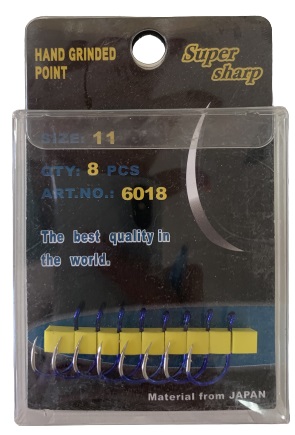 HAND GRINDED
POINT
Super
sharp
SIZE: 11
QTY: 8 PCS
ART.NO.: 6018
The best quality in
the world.
Material from JAPAN